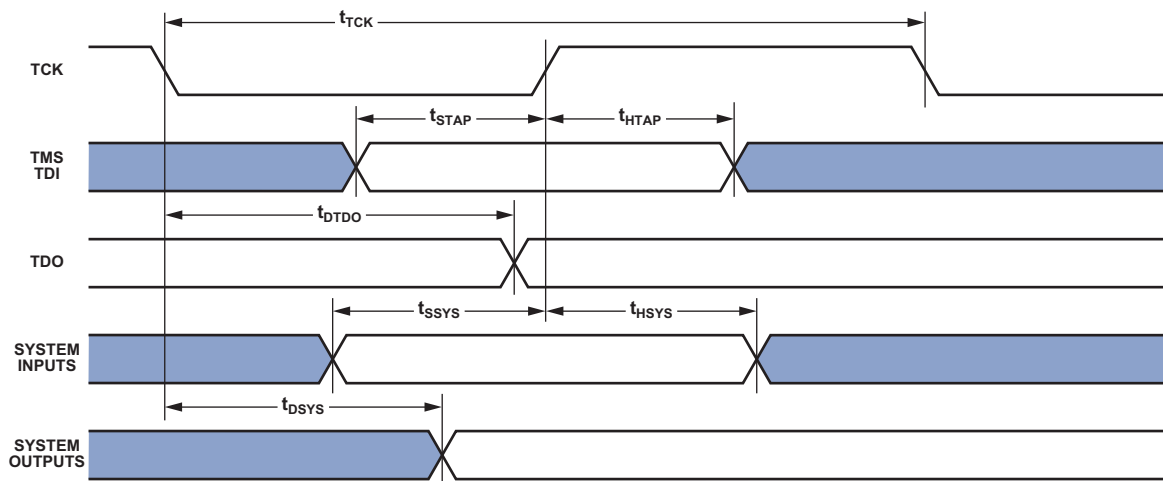 tTCK
TCK
tSTAP
tHTAP
TMS
TDI
tDTDO
TDO
tSSYS
tHSYS
SYSTEM
INPUTS
tDSYS
SYSTEM
OUTPUTS